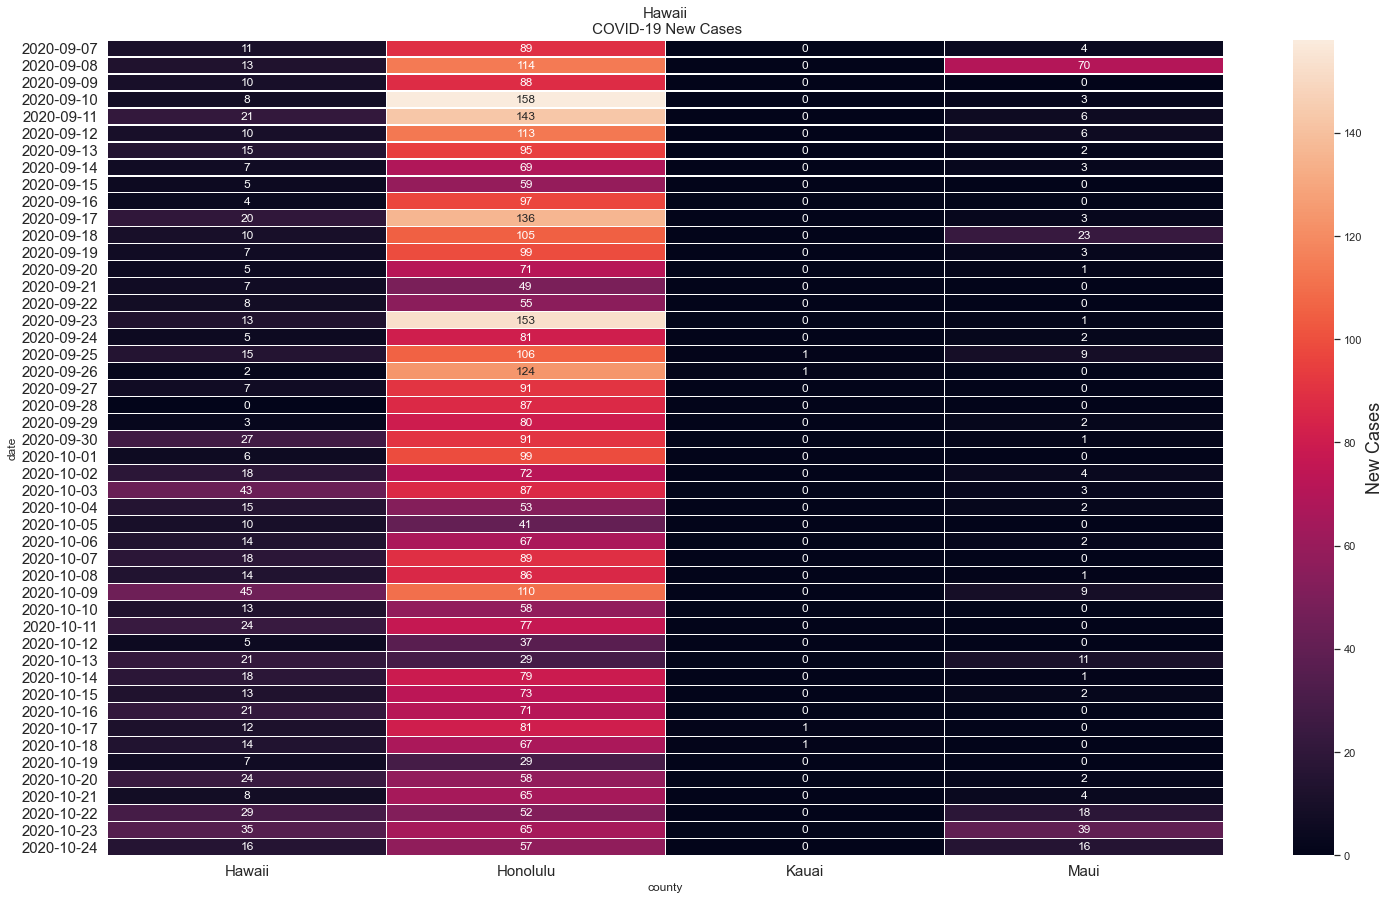 Hawaii
COVID-19 New Cases
2020-09-07 11 89 0 4
2020-09-08 13 114 0 70
2020-09-09 10 88 0 0
2020-09-10 8 158 0 3
2020-09-11 21 143 0 6
2020-09-12 10 113 0 6
2020-09-13 15 95 0 2
2020-09-14 7 69 0 3
2020-09-15 5 59 0 0
2020-09-16 4 97 0 0
2020-09-17 20 136 0 3
2020-09-18 10 105 0 23
2020-09-19 7 99 0 3
2020-09-20 5 71 0 1
2020-09-21 7 49 0 0
2020-09-22 8 55 0 0
2020-09-23 13 153 0 1
2020-09-24 5 81 0 2
2020-09-25 15 106 1 9
2020-09-26 2 124 1 0
2020-09-27 7 91 0 0
2020-09-28 0 87 0 0
2020-09-29 3 80 0 2
2020-09-30 27 91 0 1
2020-10-01 6 99 0 0
2020-10-02 18 72 0 4
2020-10-03 43 87 0 3
2020-10-04 15 53 0 2
2020-10-05 10 41 0 0
2020-10-06 14 67 0 2
2020-10-07 18 89 0 0
2020-10-08 14 86 0 1
2020-10-09 45 110 0 9
2020-10-10 13 58 0 0
2020-10-11 24 77 0 0
2020-10-12 5 37 0 0
2020-10-13 21 29 0 11
2020-10-14 18 79 0 1
2020-10-15 13 73 0 2
2020-10-16 21 71 0 0
2020-10-17 12 81 1 0
2020-10-18 14 67 1 0
2020-10-19 7 29 0 0
2020-10-20 24 58 0 2
2020-10-21 8 65 0 4
2020-10-22 29 52 0 18
2020-10-23 35 65 0 39
2020-10-24 16 57 0 16
Hawaii Honolulu Kauai Maui
county
date
140
120
100
80
60
40
20
0
New Cases